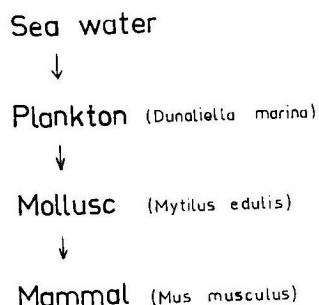 Sea water
↓
Plankton (Dunaliella marina)
↓
Mollusc (Mytilus edulis)
↓
Mammal (Mus musculus)